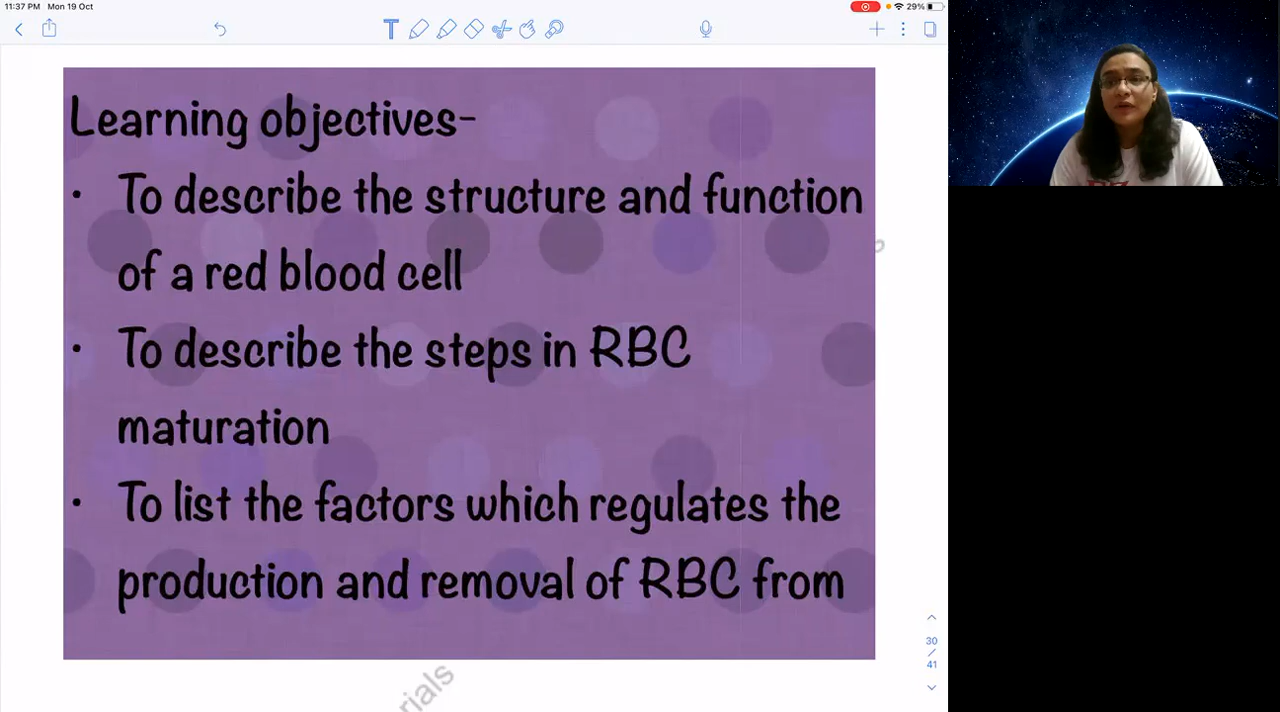 11:37 PM Mon 19 Oct
29%
T
Learning objectives-
• To describe the structure and function
of a red blood cell
• To describe the steps in RBC
maturation
• To list the factors which regulates the
production and removal of RBC from
30
/
41
rials